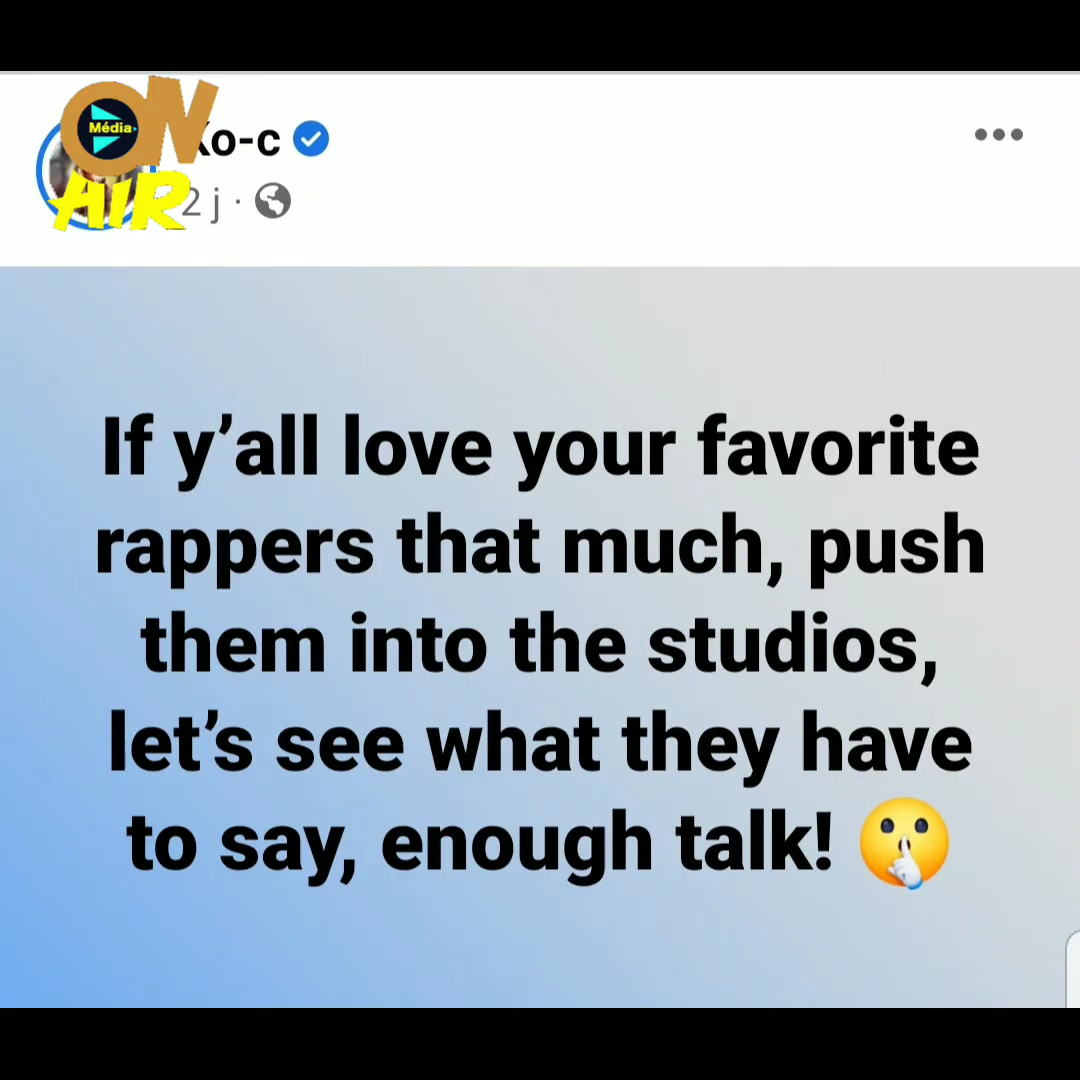 ON
Média
AIR
Ko-c
2 j ·
If y’all love your favorite
rappers that much, push
them into the studios,
let’s see what they have
to say, enough talk! 🤫